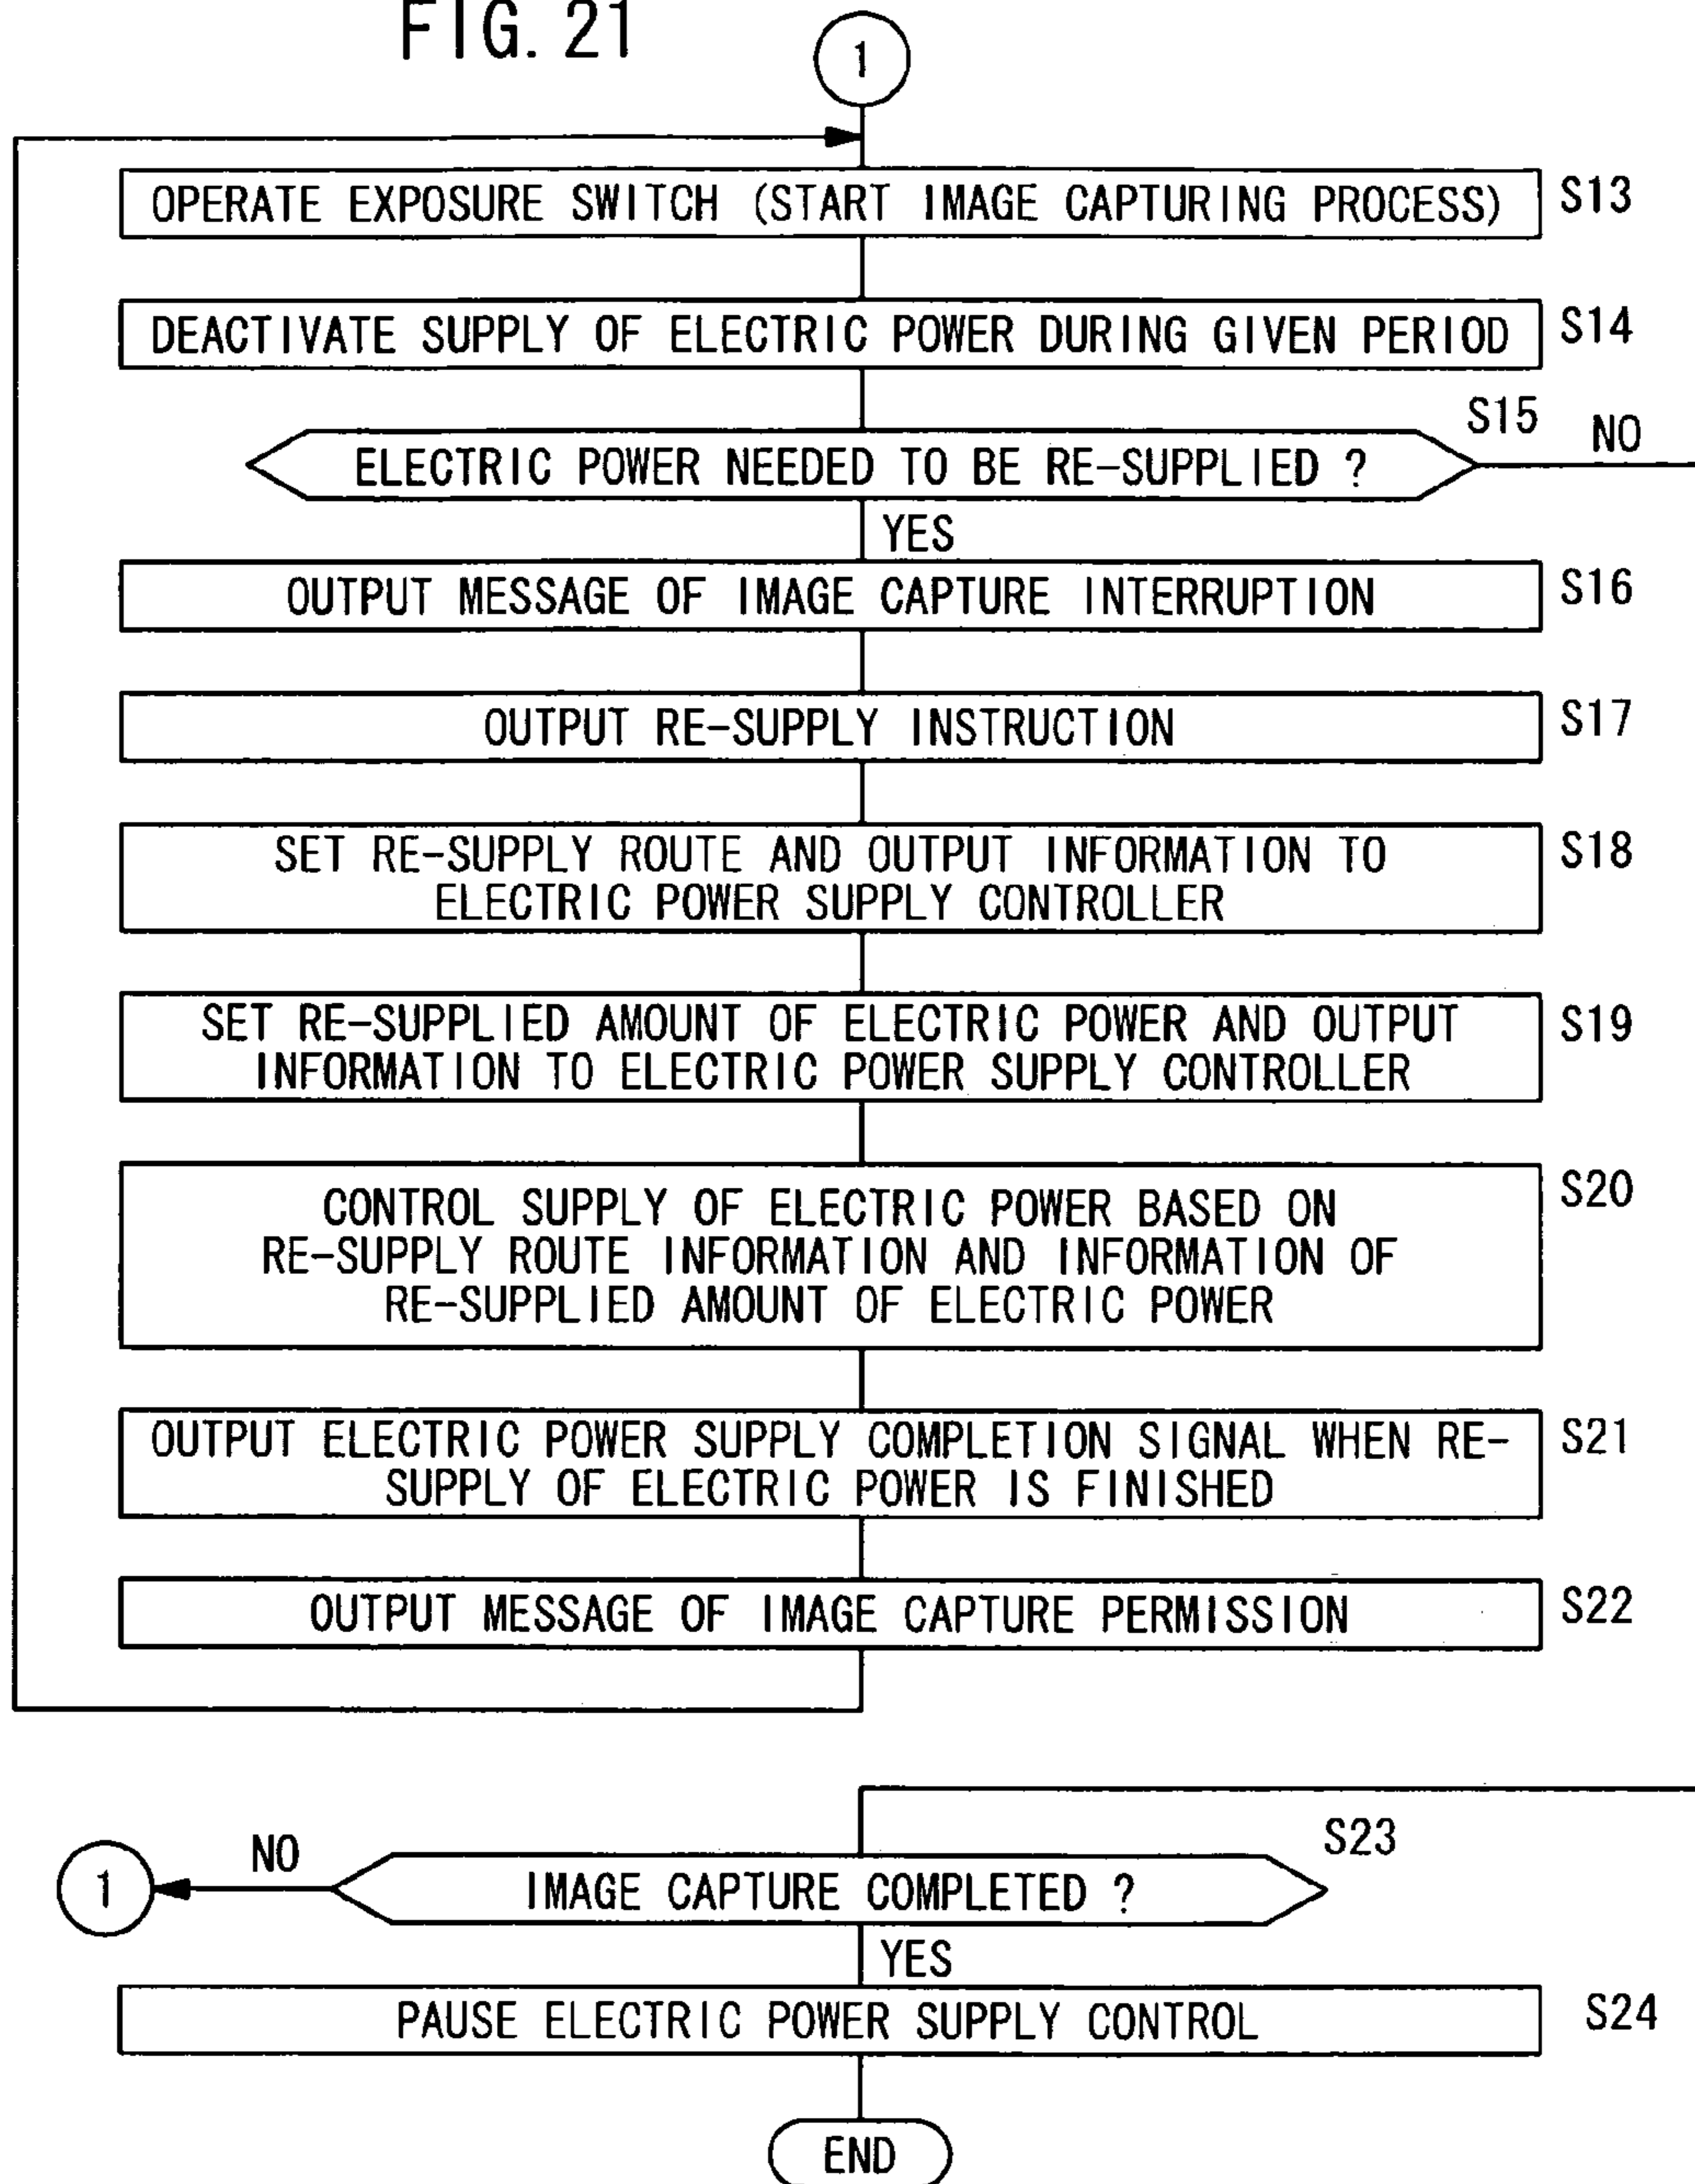 FIG. 21
1
OPERATE EXPOSURE SWITCH (START IMAGE CAPTURING PROCESS)
S13
DEACTIVATE SUPPLY OF ELECTRIC POWER DURING GIVEN PERIOD
S14
S15
NO
ELECTRIC POWER NEEDED TO BE RE-SUPPLIED ?
YES
OUTPUT MESSAGE OF IMAGE CAPTURE INTERRUPTION
S16
OUTPUT RE-SUPPLY INSTRUCTION
S17
SET RE-SUPPLY ROUTE AND OUTPUT INFORMATION TO
ELECTRIC POWER SUPPLY CONTROLLER
S18
SET RE-SUPPLIED AMOUNT OF ELECTRIC POWER AND OUTPUT
INFORMATION TO ELECTRIC POWER SUPPLY CONTROLLER
S19
CONTROL SUPPLY OF ELECTRIC POWER BASED ON
RE-SUPPLY ROUTE INFORMATION AND INFORMATION OF
RE-SUPPLIED AMOUNT OF ELECTRIC POWER
S20
OUTPUT ELECTRIC POWER SUPPLY COMPLETION SIGNAL WHEN RE-
SUPPLY OF ELECTRIC POWER IS FINISHED
S21
OUTPUT MESSAGE OF IMAGE CAPTURE PERMISSION
S22
S23
NO
1
IMAGE CAPTURE COMPLETED ?
YES
PAUSE ELECTRIC POWER SUPPLY CONTROL
S24
END